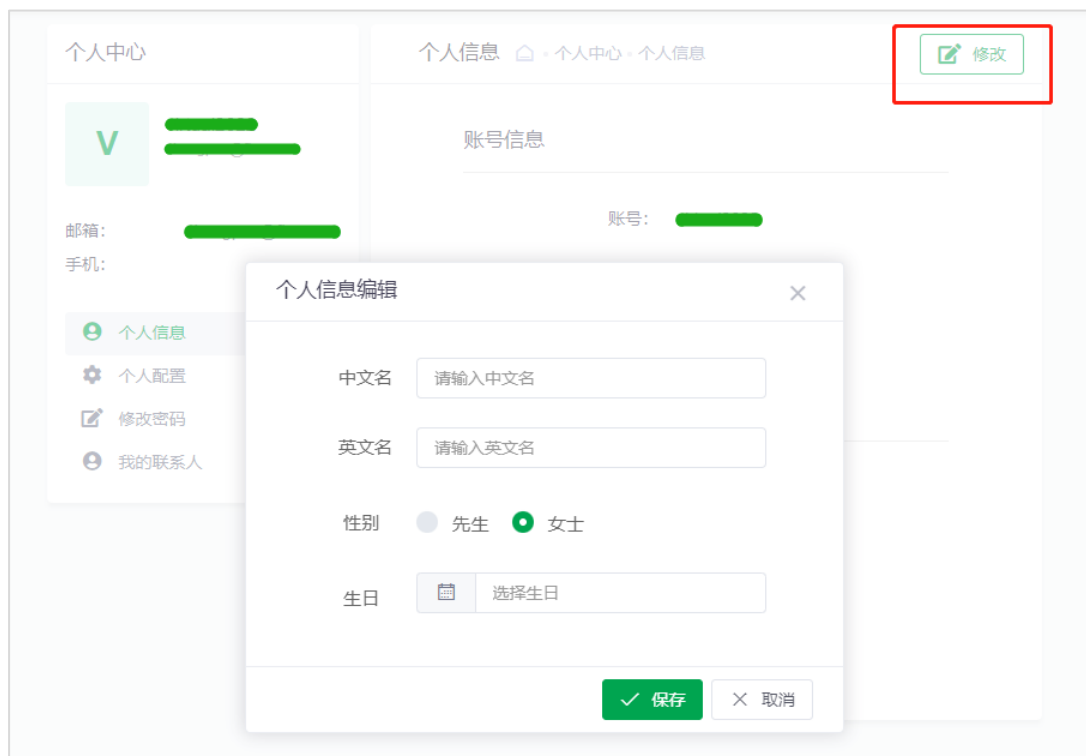 个人中心
个人信息 个人中心 个人信息
修改
V
账号信息
账号：
邮箱：
手机：
个人信息
个人配置
修改密码
我的联系人
个人信息编辑
中文名 请输入中文名
英文名 请输入英文名
性别 先生 女士
生日 选择生日
保存 取消